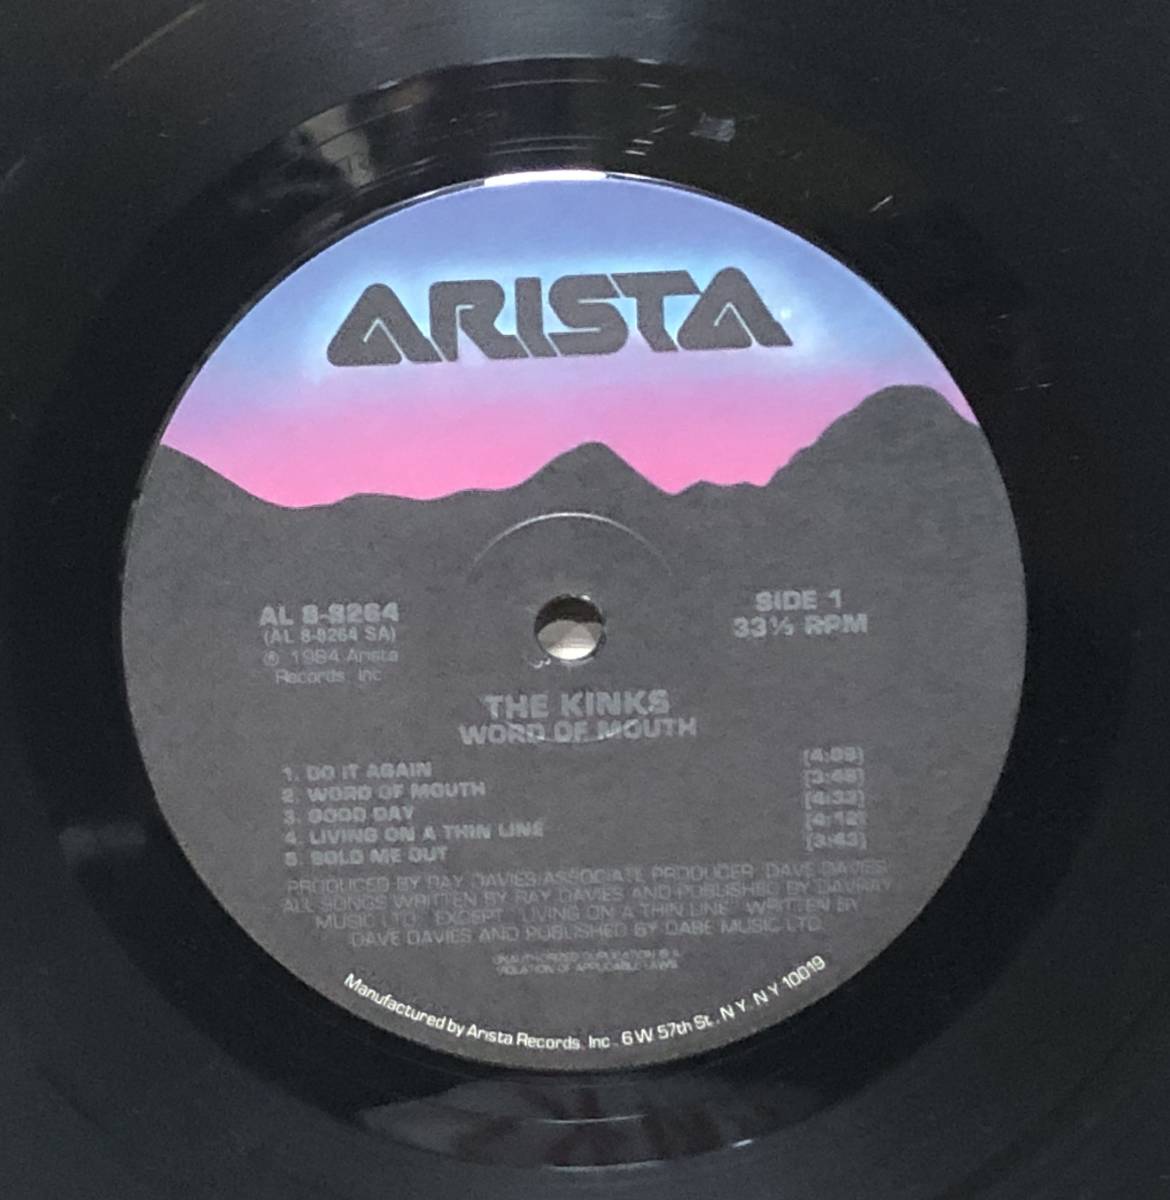 ARISTA
AL 8-8264
(AL 8-8264 SA)
℗ 1984 Arista
Records, Inc.
SIDE 1
33⅓ RPM
THE KINKS
WORD OF MOUTH
1. DO IT AGAIN
2. WORD OF MOUTH [3:48]
3. GOOD DAY [4:33]
4. LIVING ON A THIN LINE [4:12]
5. SOLD ME OUT [3:43]
PRODUCED BY RAY DAVIES/ASSOCIATE PRODUCER: DAVE DAVIES
ALL SONGS WRITTEN BY RAY DAVIES AND PUBLISHED BY DAVRAY
MUSIC LTD. EXCEPT "LIVING ON A THIN LINE" WRITTEN BY
DAVE DAVIES AND PUBLISHED BY DABE MUSIC LTD.
UNAUTHORIZED DUPLICATION IS A
VIOLATION OF APPLICABLE LAWS
Manufactured by Arista Records, Inc., 6 W 57th St., N.Y. N.Y. 10019